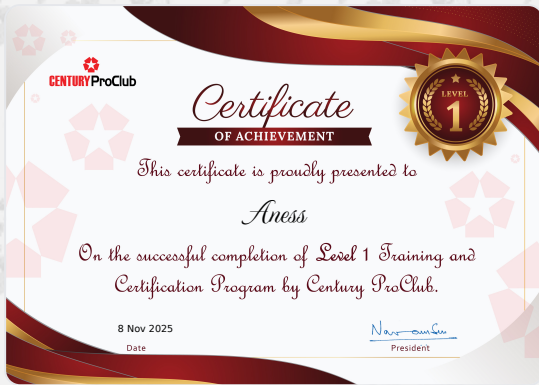 CENTURY ProClub
LEVEL
1
Certificate
OF ACHIEVEMENT
This certificate is proudly presented to
Aness
On the successful completion of Level 1 Training and
Certification Program by Century ProClub.
8 Nov 2025
Date
President